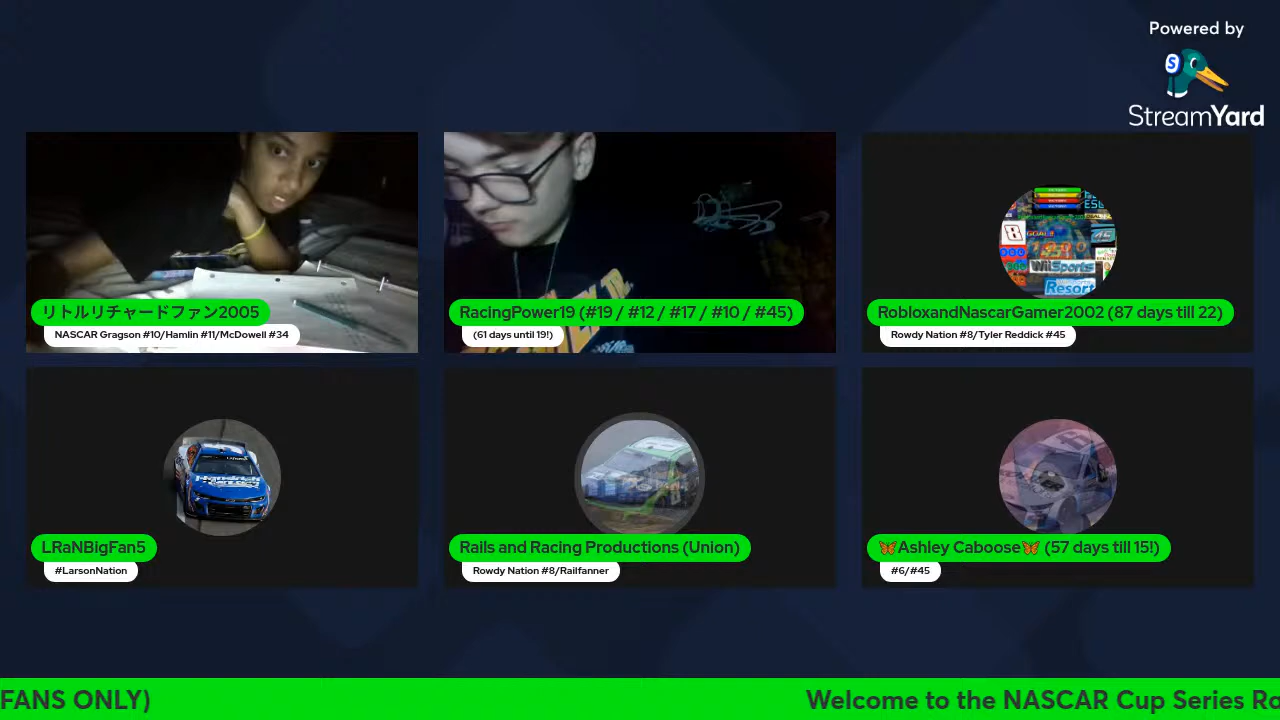 Powered by
S
StreamYard
リトルリチャードファン2005
NASCAR Gragson #10/Hamlin #11/McDowell #34
RacingPower19 (#19 / #12 / #17 / #10 / #45)
(61 days until 19!)
RobloxandNascarGamer2002 (87 days till 22)
Rowdy Nation #8/Tyler Reddick #45
WilSports
Resort
LRaNBigFan5
#LarsonNation
Rails and Racing Productions (Union)
Rowdy Nation #8/Railfanner
🦋Ashley Caboose🦋 (57 days till 15!)
#6/#45
FANS ONLY)
Welcome to the NASCAR Cup Series